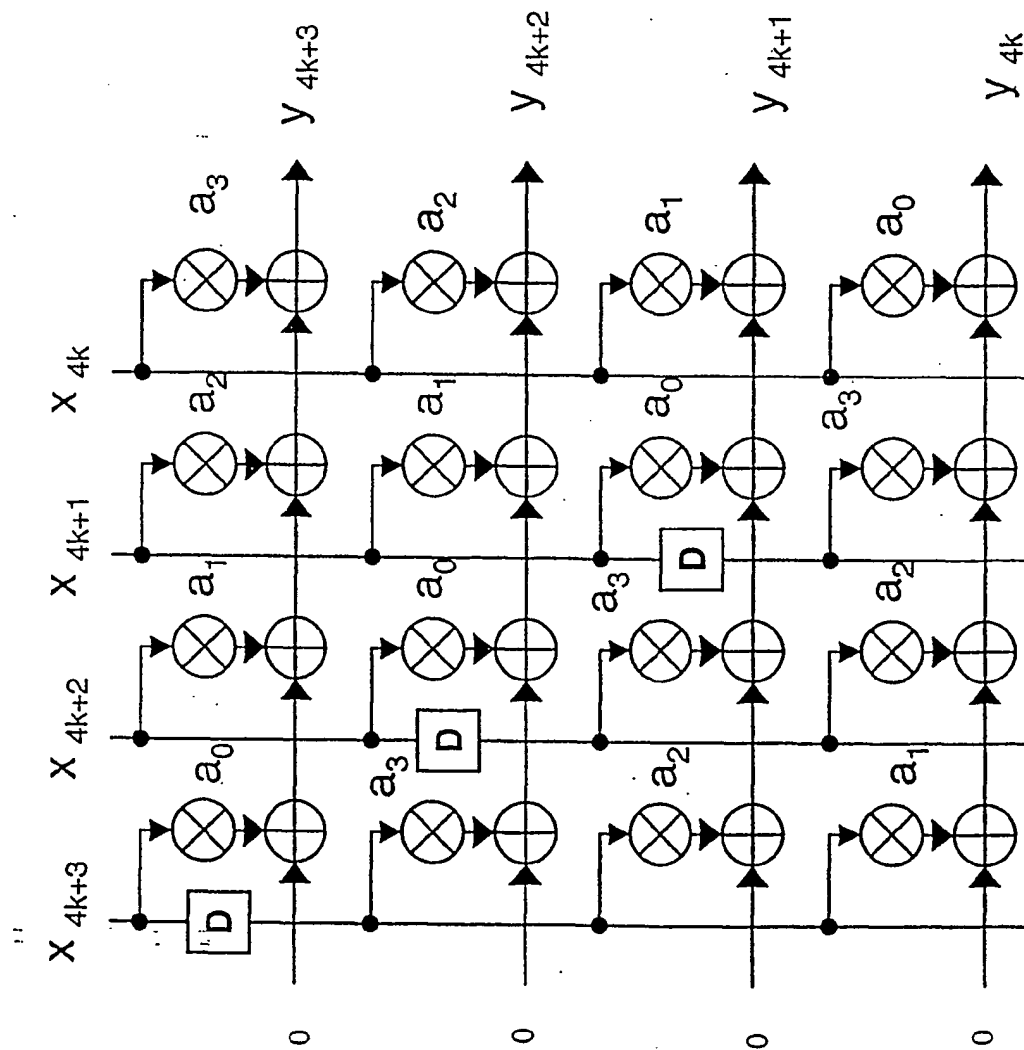 X 4k+3 X 4k+2 X 4k+1 X 4k
a0 a1 a2 a3
D
0 y 4k+3
a3 a0 a1 a2
D
0 y 4k+2
a2 a3 a0 a1
D
0 y 4k+1
a1 a2 a3 a0
0 y 4k